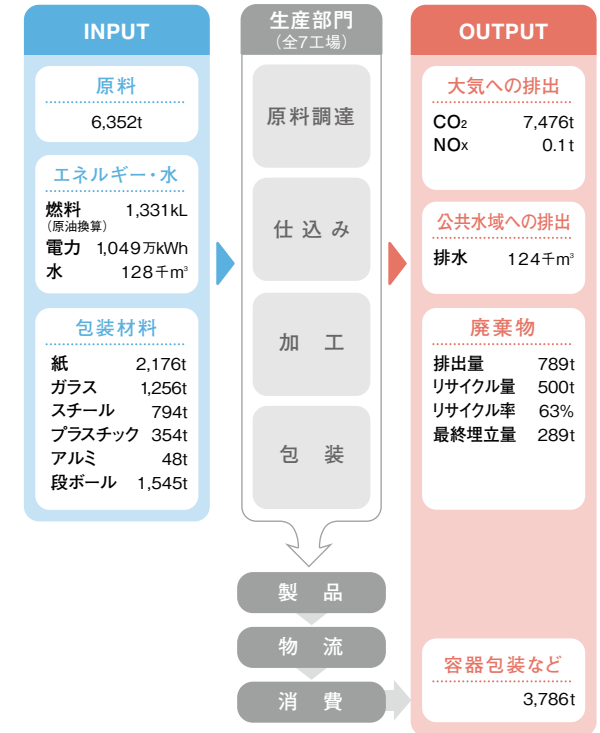 INPUT
原料
6,352t
エネルギー・水
燃料 1,331kL
(原油換算)
電力 1,049万kWh
水 128千m³
包装材料
紙 2,176t
ガラス 1,256t
スチール 794t
プラスチック 354t
アルミ 48t
段ボール 1,545t
生産部門
(全7工場)
原料調達
仕込み
加工
包装
製品
物流
消費
OUTPUT
大気への排出
CO₂ 7,476t
NOx 0.1t
公共水域への排出
排水 124千m³
廃棄物
排出量 789t
リサイクル量 500t
リサイクル率 63%
最終埋立量 289t
容器包装など
3,786t